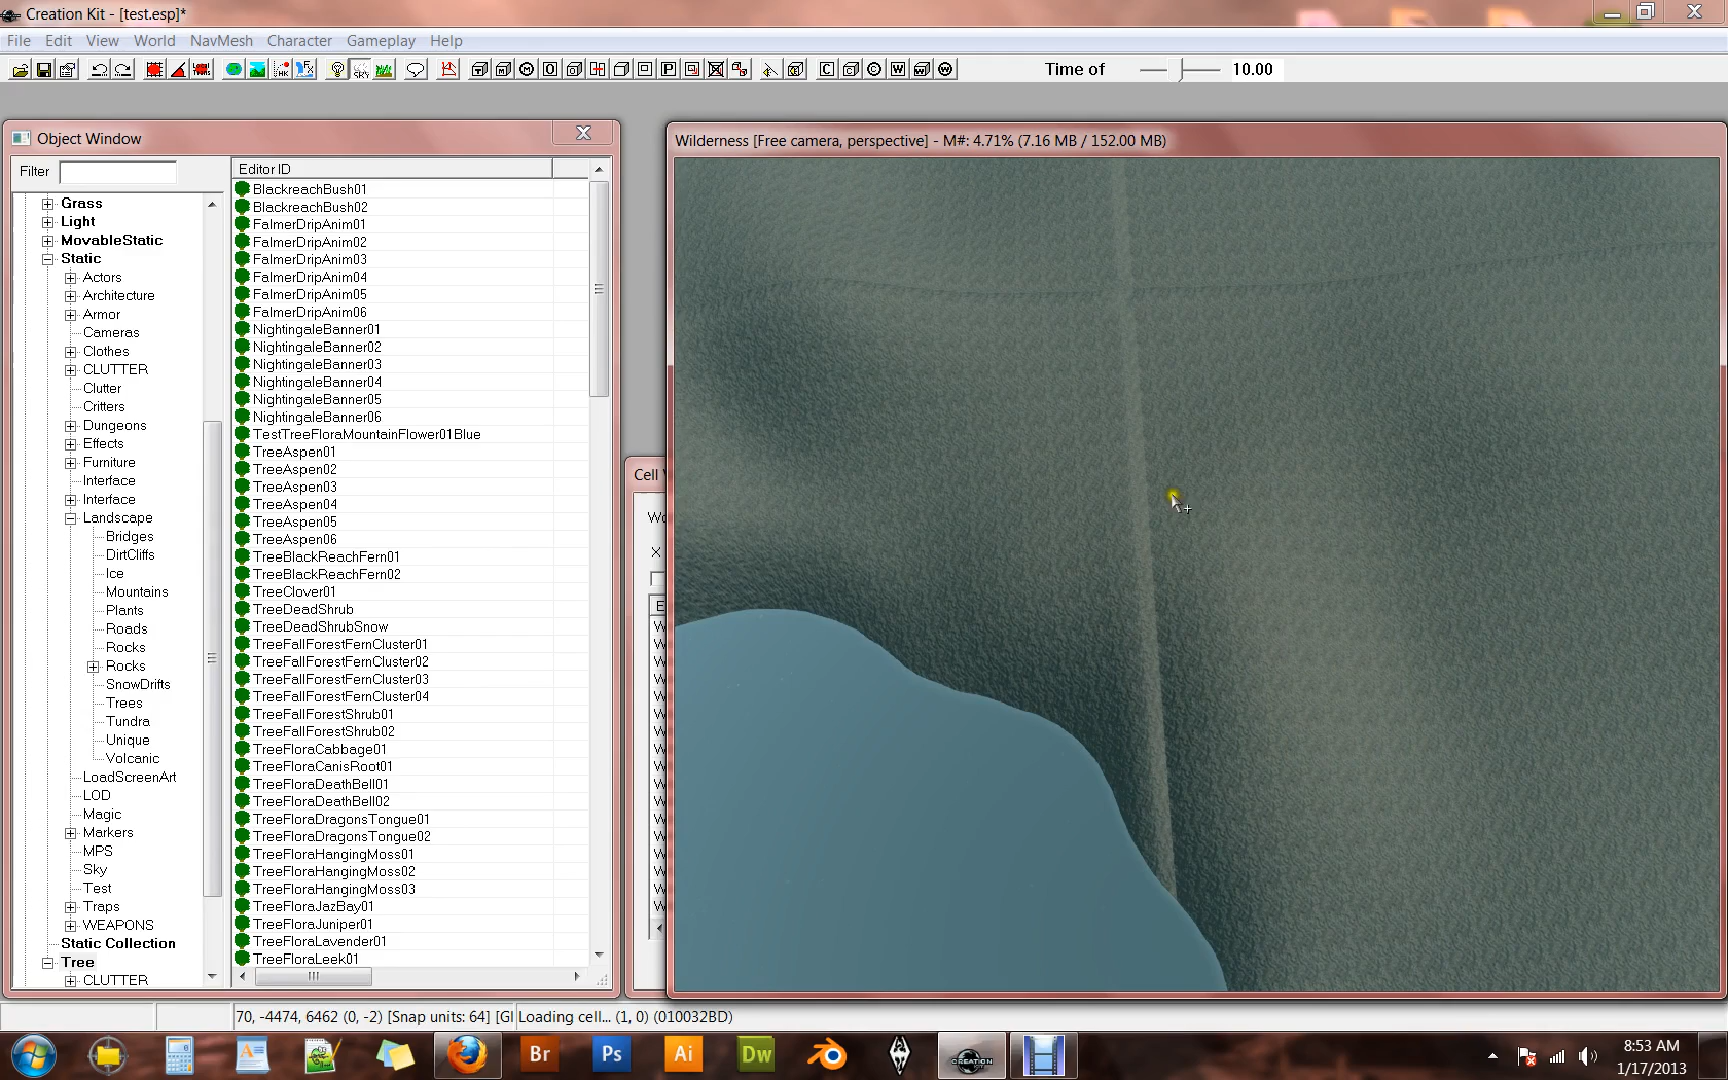 Creation Kit - [test.esp]*
File Edit View World NavMesh Character Gameplay Help
Time of 10.00
Object Window
Filter
Grass
Light
MovableStatic
Static
Actors
Architecture
Armor
Cameras
Clothes
CLUTTER
Clutter
Critters
Dungeons
Effects
Furniture
Interface
Interface
Landscape
Bridges
DirtCliffs
Ice
Mountains
Plants
Roads
Rocks
Rocks
SnowDrifts
Trees
Tundra
Unique
Volcanic
LoadScreenArt
LOD
Magic
Markers
MPS
Sky
Test
Traps
WEAPONS
Static Collection
Tree
CLUTTER
Editor ID
BlackreachBush01
BlackreachBush02
FalmerDripAnim01
FalmerDripAnim02
FalmerDripAnim03
FalmerDripAnim04
FalmerDripAnim05
FalmerDripAnim06
NightingaleBanner01
NightingaleBanner02
NightingaleBanner03
NightingaleBanner04
NightingaleBanner05
NightingaleBanner06
TestTreeFloraMountainFlower01Blue
TreeAspen01
TreeAspen02
TreeAspen03
TreeAspen04
TreeAspen05
TreeAspen06
TreeBlackReachFern01
TreeBlackReachFern02
TreeClover01
TreeDeadShrub
TreeDeadShrubSnow
TreeFallForestFernCluster01
TreeFallForestFernCluster02
TreeFallForestFernCluster03
TreeFallForestFernCluster04
TreeFallForestShrub01
TreeFallForestShrub02
TreeFloraCabbage01
TreeFloraCanisRoot01
TreeFloraDeathBell01
TreeFloraDeathBell02
TreeFloraDragonsTongue01
TreeFloraDragonsTongue02
TreeFloraHangingMoss01
TreeFloraHangingMoss02
TreeFloraHangingMoss03
TreeFloraJazBay01
TreeFloraJuniper01
TreeFloraLavender01
TreeFloraLeek01
Cell
X
Wilderness [Free camera, perspective] - M#: 4.71% (7.16 MB / 152.00 MB)
70, -4474, 6462 (0, -2) [Snap units: 64] [Gl Loading cell... (1, 0) (010032BD)
Br
Ps
Ai
Dw
CREATION KIT
8:53 AM
1/17/2013